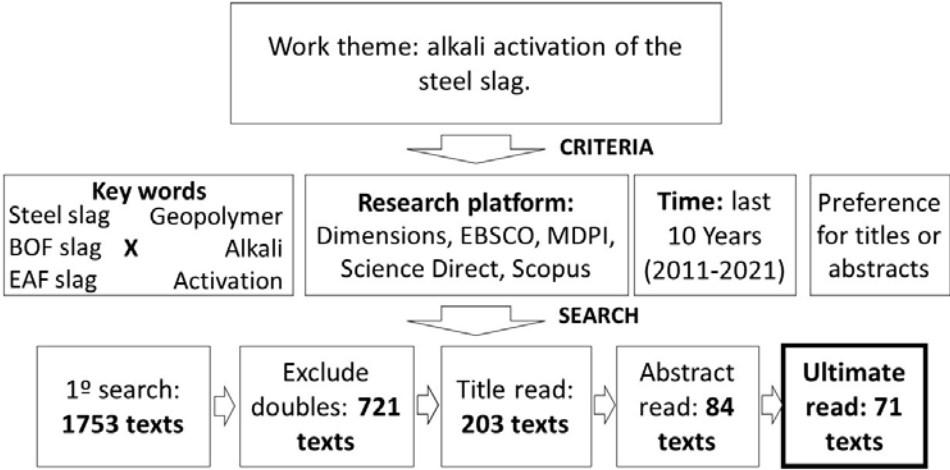 Work theme: alkali activation of the
steel slag.
CRITERIA
Key words
Steel slag Geopolymer
BOF slag X Alkali
EAF slag Activation
Research platform:
Dimensions, EBSCO, MDPI,
Science Direct, Scopus
Time: last
10 Years
(2011-2021)
Preference
for titles or
abstracts
SEARCH
1º search:
1753 texts
Exclude
doubles: 721
texts
Title read:
203 texts
Abstract
read: 84
texts
Ultimate
read: 71
texts